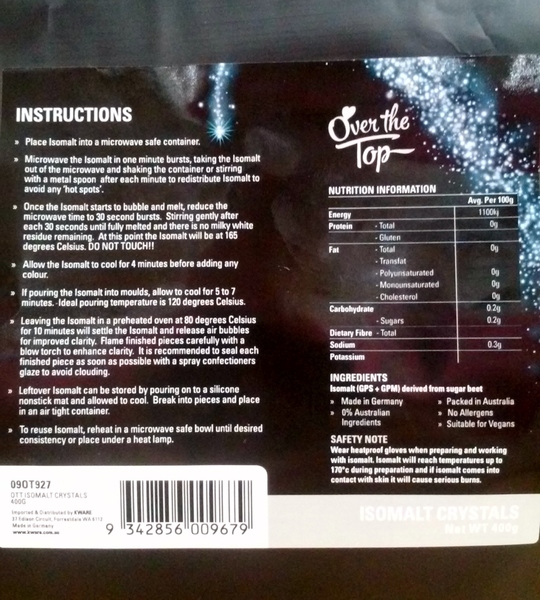 INSTRUCTIONS
» Place Isomalt into a microwave safe container.
» Microwave the Isomalt in one minute bursts, taking the Isomalt
out of the microwave and shaking the container or stirring
with a metal spoon after each minute to redistribute Isomalt to
avoid any 'hot spots'.
» Once the Isomalt starts to bubble and melt, reduce the
microwave time to 30 second bursts. Stirring gently after
each 30 seconds until fully melted and there is no milky white
residue remaining. At this point the Isomalt will be at 165
degrees Celsius. DO NOT TOUCH!!
» Allow the Isomalt to cool for 4 minutes before adding any
colour.
» If pouring the Isomalt into moulds, allow to cool for 5 to 7
minutes. Ideal pouring temperature is 120 degrees Celsius.
» Leaving the Isomalt in a preheated oven at 80 degrees Celsius
for 10 minutes will settle the Isomalt and release air bubbles
for improved clarity. Flame finished pieces carefully with a
blow torch to enhance clarity. It is recommended to seal each
finished piece as soon as possible with a spray confectioners
glaze to avoid clouding.
» Leftover Isomalt can be stored by pouring on to a silicone
nonstick mat and allowed to cool. Break into pieces and place
in an air tight container.
» To reuse Isomalt, reheat in a microwave safe bowl until desired
consistency or place under a heat lamp.
090T927
OTT ISOMALT CRYSTALS
400G
Imported & Distributed by KWARE
37 Edison Circuit, Forrestdale WA 6112
Made in Germany
www.kware.com.au
9 342856 009679
Over the
Top
NUTRITION INFORMATION
Avg. Per 100g
Energy 1100kj
Protein - Total 0g
- Gluten
Fat - Total 0g
- Transfat
- Polyunsaturated 0g
- Monounsaturated 0g
- Cholesterol 0g
Carbohydrate 0.2g
- Sugars 0.2g
Dietary Fibre - Total
Sodium 0.3g
Potassium
INGREDIENTS
Isomalt (GPS + GPM) derived from sugar beet
» Made in Germany » Packed in Australia
» 0% Australian Ingredients » No Allergens
» Suitable for Vegans
SAFETY NOTE
Wear heatproof gloves when preparing and working
with isomalt. Isomalt will reach temperatures up to
170°c during preparation and if isomalt comes into
contact with skin it will cause serious burns.
ISOMALT CRYSTALS
Net WT 400g